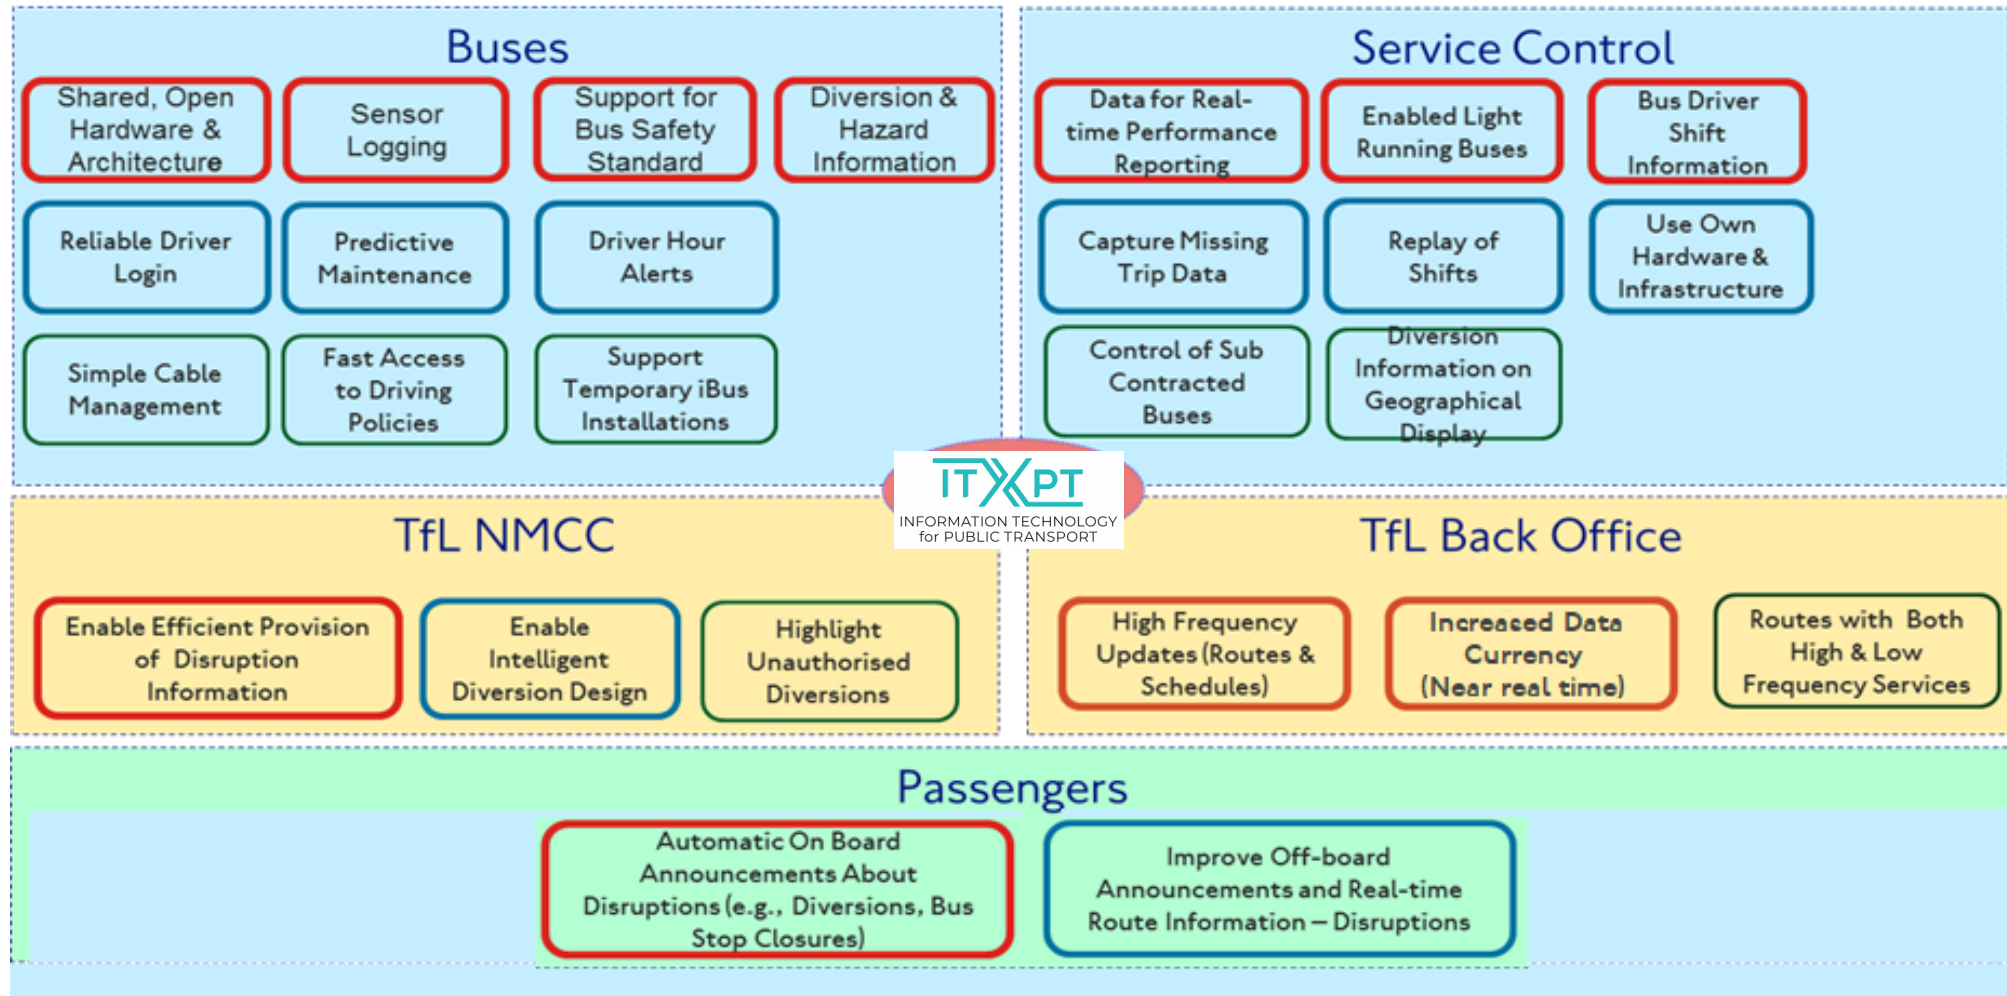 Buses
Shared, Open
Hardware &
Architecture
Sensor
Logging
Support for
Bus Safety
Standard
Diversion &
Hazard
Information
Reliable Driver
Login
Predictive
Maintenance
Driver Hour
Alerts
Simple Cable
Management
Fast Access
to Driving
Policies
Support
Temporary iBus
Installations
Service Control
Data for Real-
time Performance
Reporting
Enabled Light
Running Buses
Bus Driver
Shift
Information
Capture Missing
Trip Data
Replay of
Shifts
Use Own
Hardware &
Infrastructure
Control of Sub
Contracted
Buses
Diversion
Information on
Geographical
Display
ITXPT
INFORMATION TECHNOLOGY
for PUBLIC TRANSPORT
TfL NMCC
Enable Efficient Provision
of Disruption
Information
Enable
Intelligent
Diversion Design
Highlight
Unauthorised
Diversions
TfL Back Office
High Frequency
Updates (Routes &
Schedules)
Increased Data
Currency
(Near real time)
Routes with Both
High & Low
Frequency Services
Passengers
Automatic On Board
Announcements About
Disruptions (e.g., Diversions, Bus
Stop Closures)
Improve Off-board
Announcements and Real-time
Route Information – Disruptions